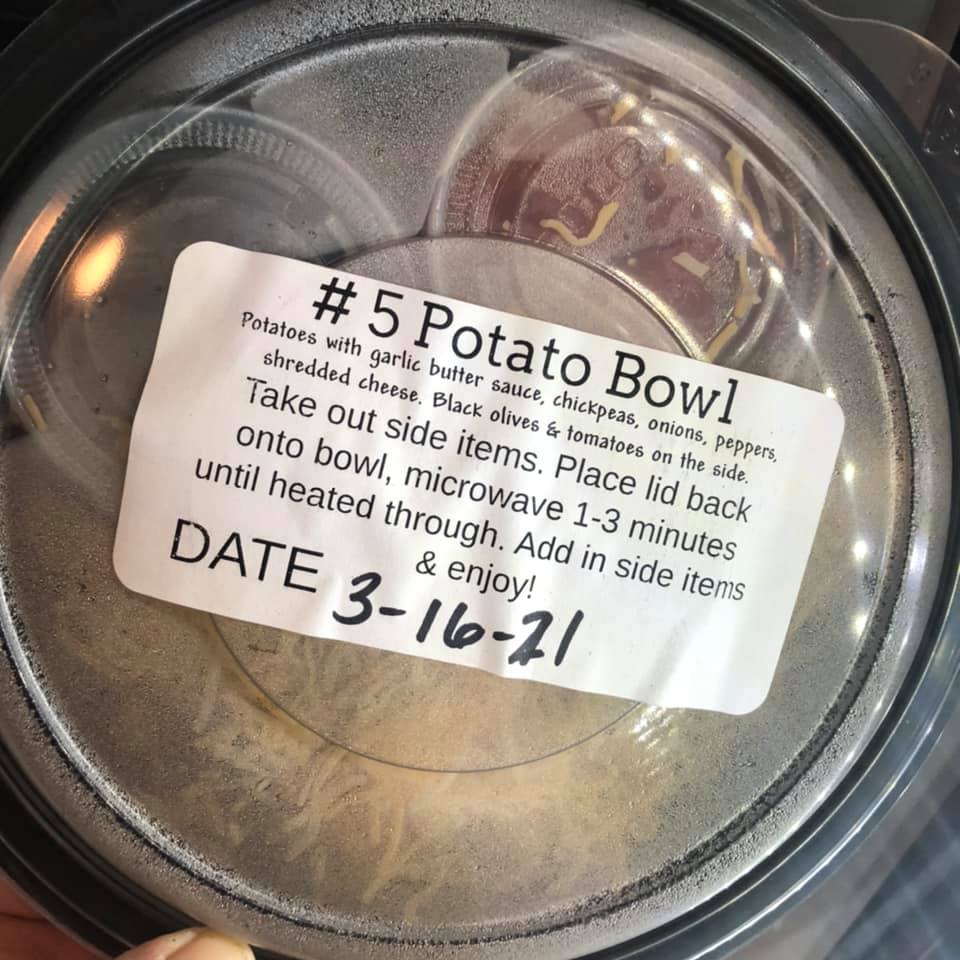 # 5 Potato Bowl
Potatoes with garlic butter sauce, chickpeas, onions, peppers,
shredded cheese. Black olives & tomatoes on the side.
Take out side items. Place lid back
onto bowl, microwave 1-3 minutes
until heated through. Add in side items
& enjoy!
DATE 3-16-21